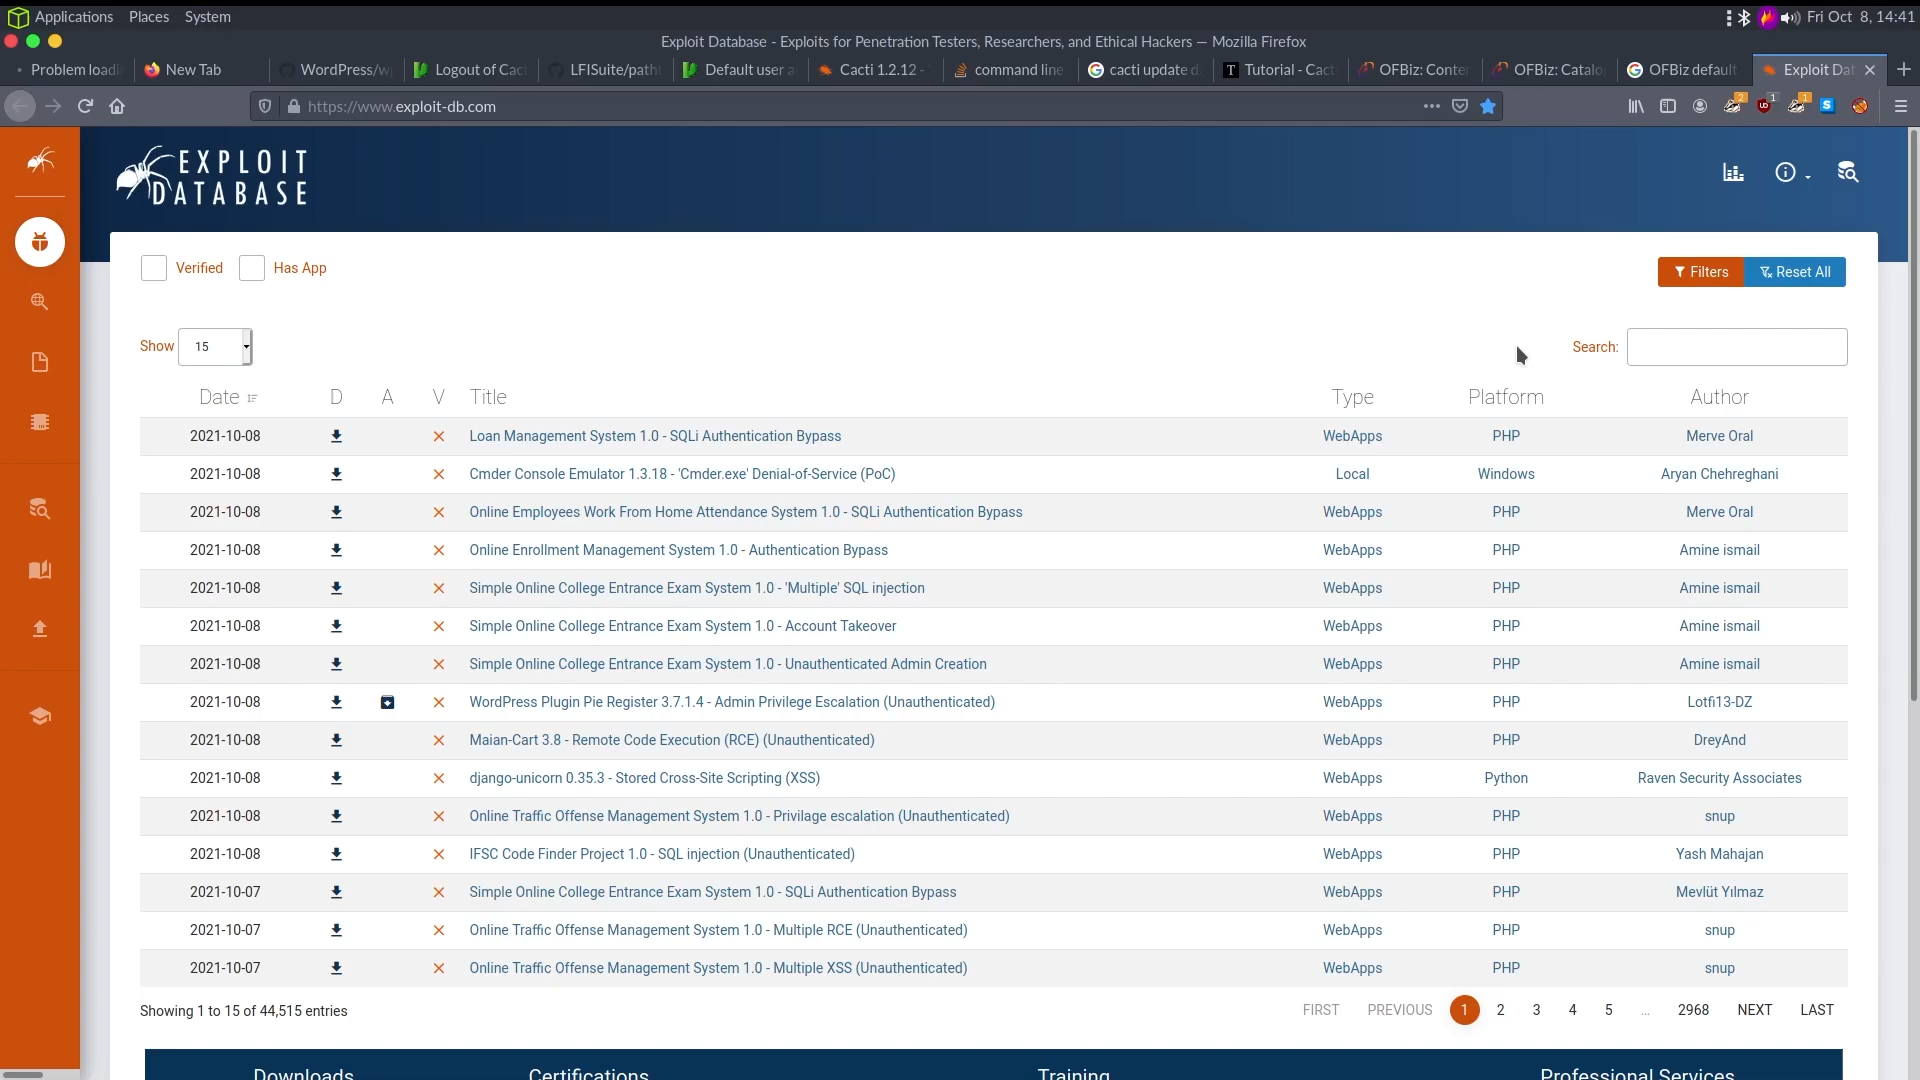 Applications Places System
Fri Oct 8, 14:41
Exploit Database - Exploits for Penetration Testers, Researchers, and Ethical Hackers — Mozilla Firefox
Problem loadi New Tab WordPress/w Logout of Cac LFISuite/path Default user a Cacti 1.2.12 - command line cacti update d Tutorial - Cact OFBiz: Conter OFBiz: Catalo OFBiz default Exploit Dat
https://www.exploit-db.com
2 1 1 S
EXPLOIT
DATABASE
Verified Has App
Filters Reset All
Show 15
Search:
Date D A V Title Type Platform Author
2021-10-08 Loan Management System 1.0 - SQLi Authentication Bypass WebApps PHP Merve Oral
2021-10-08 Cmder Console Emulator 1.3.18 - 'Cmder.exe' Denial-of-Service (PoC) Local Windows Aryan Chehreghani
2021-10-08 Online Employees Work From Home Attendance System 1.0 - SQLi Authentication Bypass WebApps PHP Merve Oral
2021-10-08 Online Enrollment Management System 1.0 - Authentication Bypass WebApps PHP Amine ismail
2021-10-08 Simple Online College Entrance Exam System 1.0 - 'Multiple' SQL injection WebApps PHP Amine ismail
2021-10-08 Simple Online College Entrance Exam System 1.0 - Account Takeover WebApps PHP Amine ismail
2021-10-08 Simple Online College Entrance Exam System 1.0 - Unauthenticated Admin Creation WebApps PHP Amine ismail
2021-10-08 WordPress Plugin Pie Register 3.7.1.4 - Admin Privilege Escalation (Unauthenticated) WebApps PHP Lotfi13-DZ
2021-10-08 Maian-Cart 3.8 - Remote Code Execution (RCE) (Unauthenticated) WebApps PHP DreyAnd
2021-10-08 django-unicorn 0.35.3 - Stored Cross-Site Scripting (XSS) WebApps Python Raven Security Associates
2021-10-08 Online Traffic Offense Management System 1.0 - Privilage escalation (Unauthenticated) WebApps PHP snup
2021-10-08 IFSC Code Finder Project 1.0 - SQL injection (Unauthenticated) WebApps PHP Yash Mahajan
2021-10-07 Simple Online College Entrance Exam System 1.0 - SQLi Authentication Bypass WebApps PHP Mevlüt Yılmaz
2021-10-07 Online Traffic Offense Management System 1.0 - Multiple RCE (Unauthenticated) WebApps PHP snup
2021-10-07 Online Traffic Offense Management System 1.0 - Multiple XSS (Unauthenticated) WebApps PHP snup
Showing 1 to 15 of 44,515 entries
FIRST PREVIOUS 1 2 3 4 5 … 2968 NEXT LAST
Downloads Certifications Training Professional Services